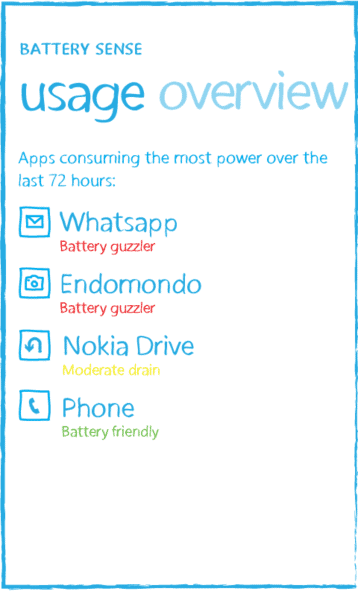 BATTERY SENSE
usage overview
Apps consuming the most power over the
last 72 hours:
Whatsapp
Battery guzzler
Endomondo
Battery guzzler
Nokia Drive
Moderate drain
Phone
Battery friendly